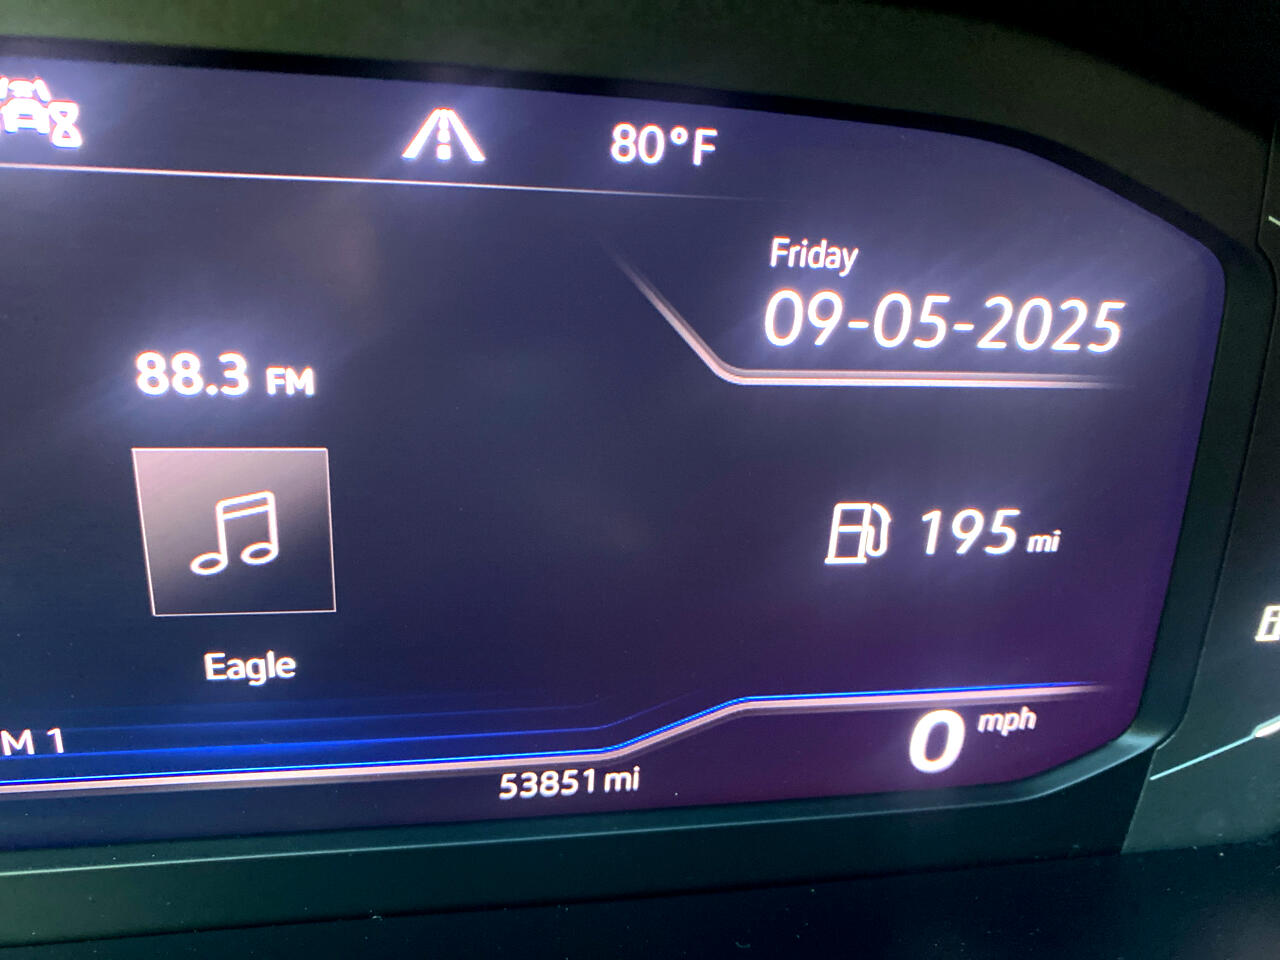 80°F
Friday
09-05-2025
88.3 FM
195 mi
Eagle
M 1
0 mph
53851 mi